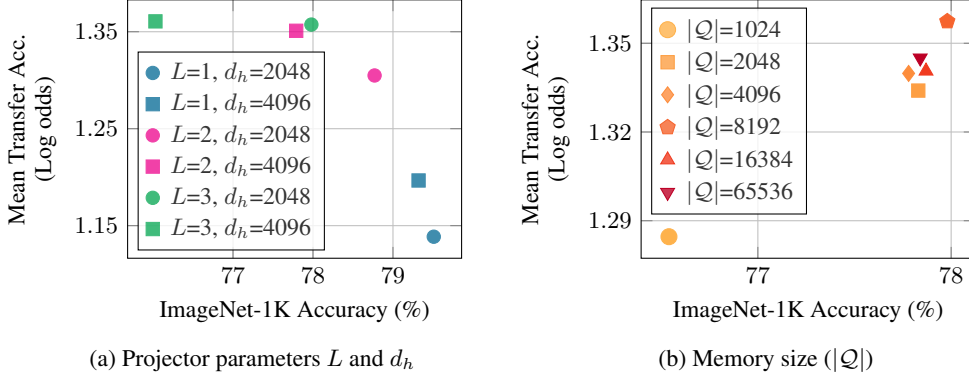 Mean Transfer Acc.
(Log odds)
1.35
1.25
1.15
L=1, d_h=2048
L=1, d_h=4096
L=2, d_h=2048
L=2, d_h=4096
L=3, d_h=2048
L=3, d_h=4096
77 78 79
ImageNet-1K Accuracy (%)
(a) Projector parameters L and d_h
Mean Transfer Acc.
(Log odds)
1.35
1.32
1.29
|Q|=1024
|Q|=2048
|Q|=4096
|Q|=8192
|Q|=16384
|Q|=65536
77 78
ImageNet-1K Accuracy (%)
(b) Memory size (|Q|)